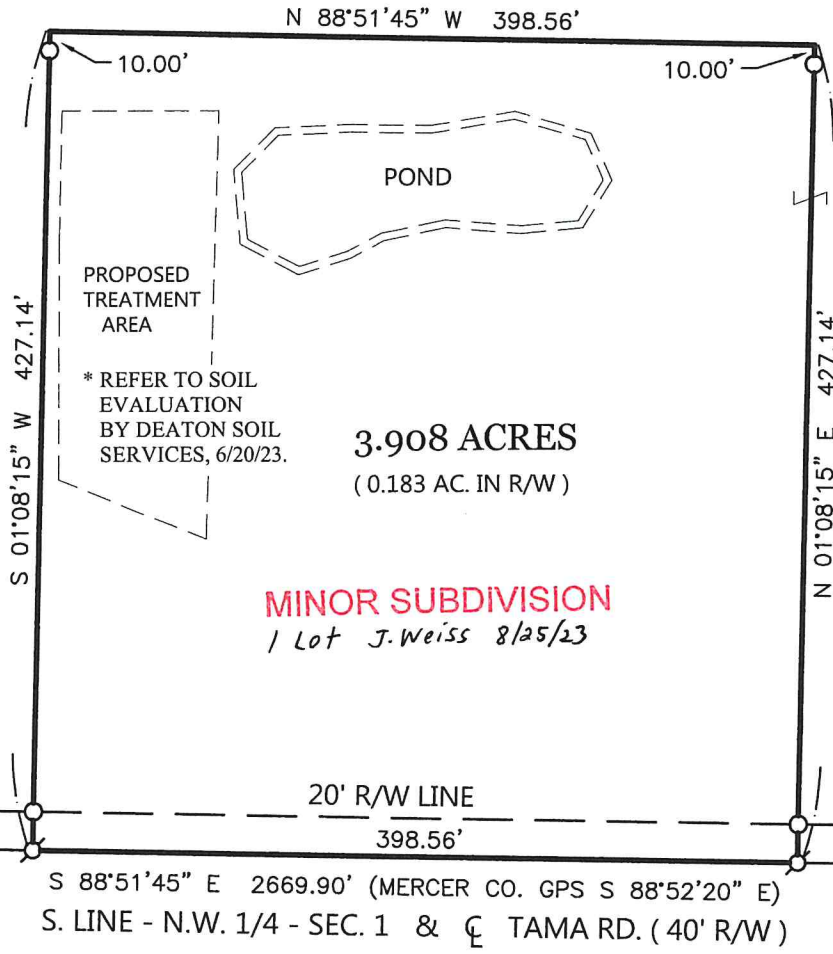 N 88°51'45" W 398.56'
10.00'
10.00'
POND
PROPOSED
TREATMENT
AREA
* REFER TO SOIL
EVALUATION
BY DEATON SOIL
SERVICES, 6/20/23.
S 01°08'15" W 427.14'
N 01°08'15" E 427.14'
3.908 ACRES
( 0.183 AC. IN R/W )
MINOR SUBDIVISION
1 Lot J. Weiss 8/25/23
20' R/W LINE
398.56'
S 88°51'45" E 2669.90' (MERCER CO. GPS S 88°52'20" E)
S. LINE - N.W. 1/4 - SEC. 1 & ℄ TAMA RD. ( 40' R/W )